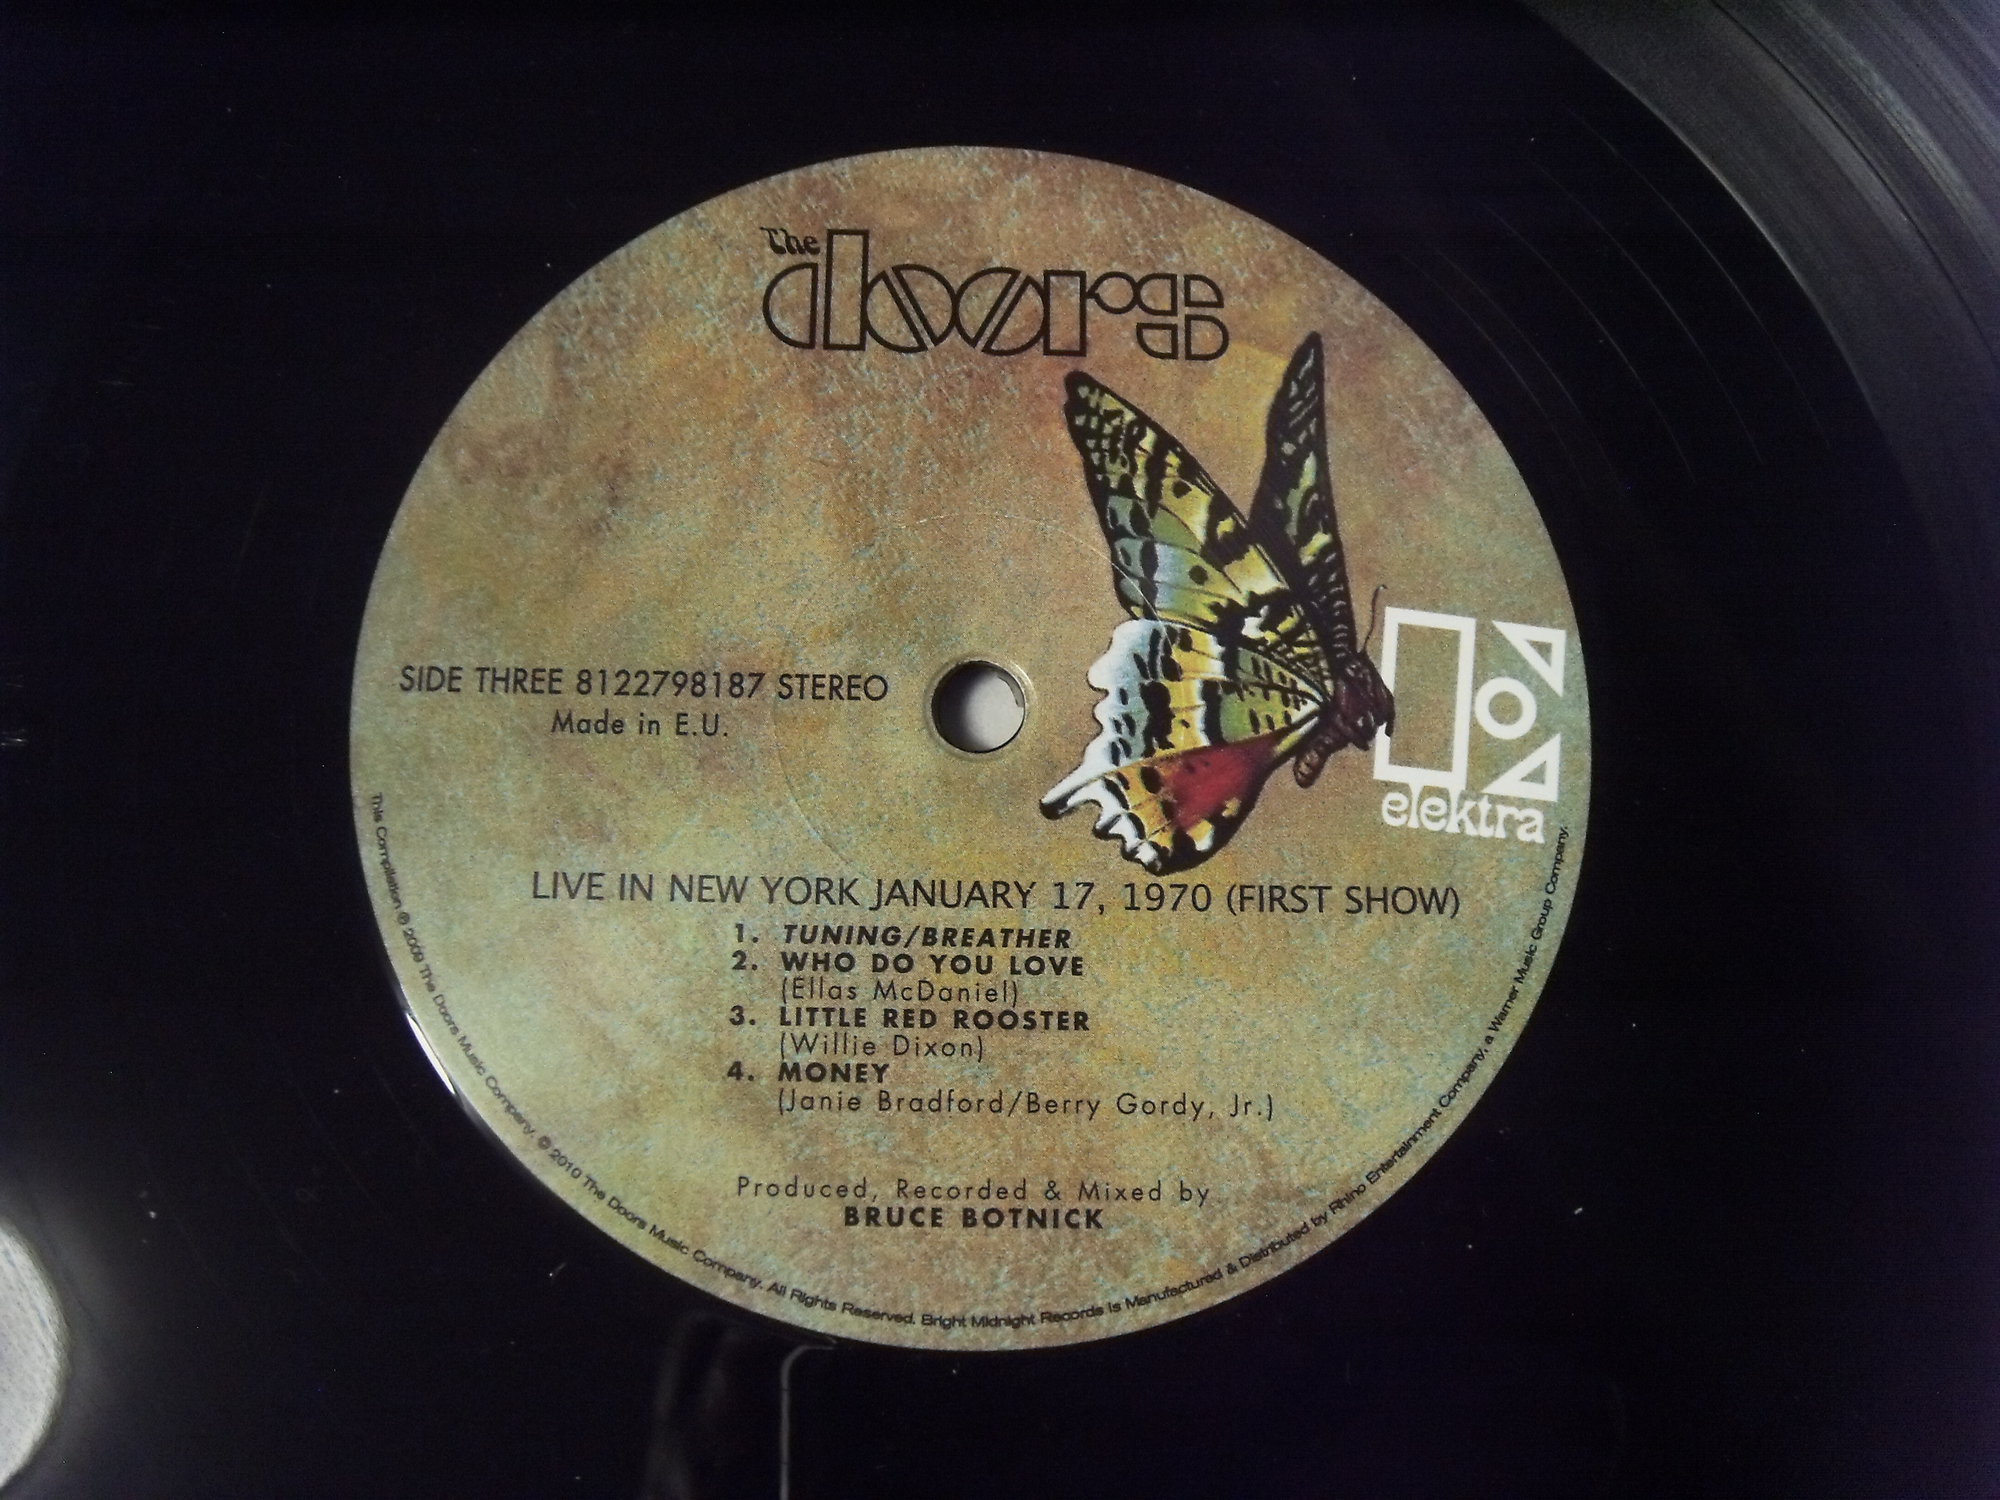 The
doors
SIDE THREE 8122798187 STEREO
Made in E.U.
elektra
LIVE IN NEW YORK JANUARY 17, 1970 (FIRST SHOW)
1. TUNING/BREATHER
2. WHO DO YOU LOVE
(Ellas McDaniel)
3. LITTLE RED ROOSTER
(Willie Dixon)
4. MONEY
(Janie Bradford/Berry Gordy, Jr.)
Produced, Recorded & Mixed by
BRUCE BOTNICK
This Compilation ℗ 2009 The Doors Music Company. © 2010 The Doors Music Company. All Rights Reserved. Bright Midnight Records is Manufactured & Distributed by Rhino Entertainment Company, a Warner Music Group Company.